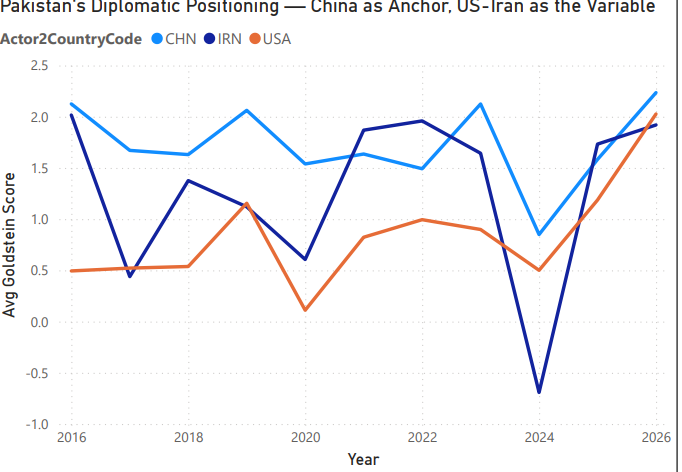 Pakistan's Diplomatic Positioning — China as Anchor, US-Iran as the Variable
Actor2CountryCode CHN IRN USA
2.5
2.0
1.5
1.0
0.5
0.0
-0.5
-1.0
Avg Goldstein Score
2016 2018 2020 2022 2024 2026
Year